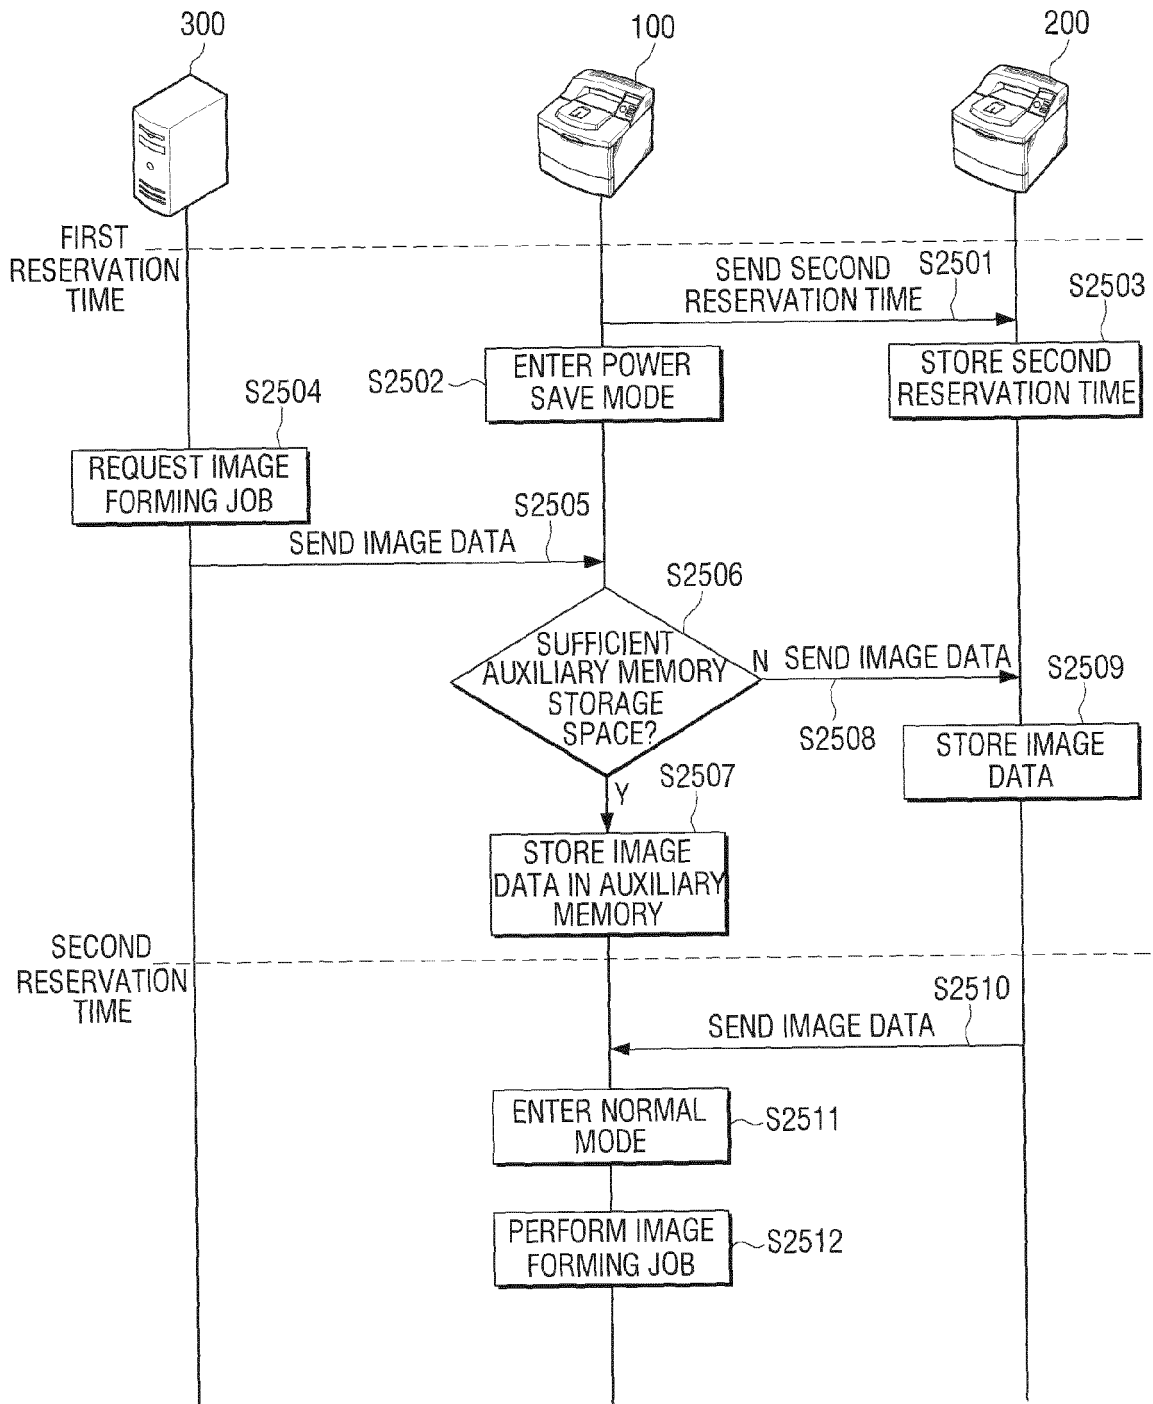 300
100
200
FIRST
RESERVATION
TIME
SEND SECOND
RESERVATION TIME
S2501
S2503
ENTER POWER
SAVE MODE
S2502
STORE SECOND
RESERVATION TIME
S2504
REQUEST IMAGE
FORMING JOB
S2505
SEND IMAGE DATA
S2506
SUFFICIENT
AUXILIARY MEMORY
STORAGE
SPACE?
N
SEND IMAGE DATA
S2508
S2509
STORE IMAGE
DATA
Y
S2507
STORE IMAGE
DATA IN AUXILIARY
MEMORY
SECOND
RESERVATION
TIME
S2510
SEND IMAGE DATA
ENTER NORMAL
MODE
S2511
PERFORM IMAGE
FORMING JOB
S2512